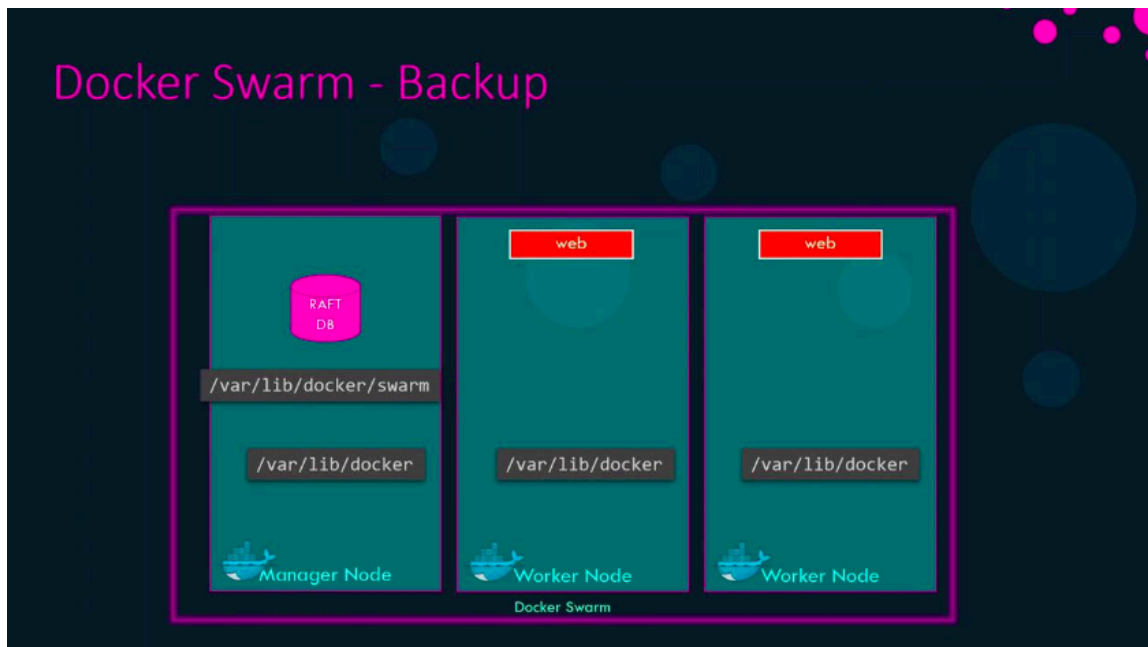 Docker Swarm - Backup
web
web
RAFT
DB
/var/lib/docker/swarm
/var/lib/docker
/var/lib/docker
/var/lib/docker
Manager Node
Worker Node
Worker Node
Docker Swarm